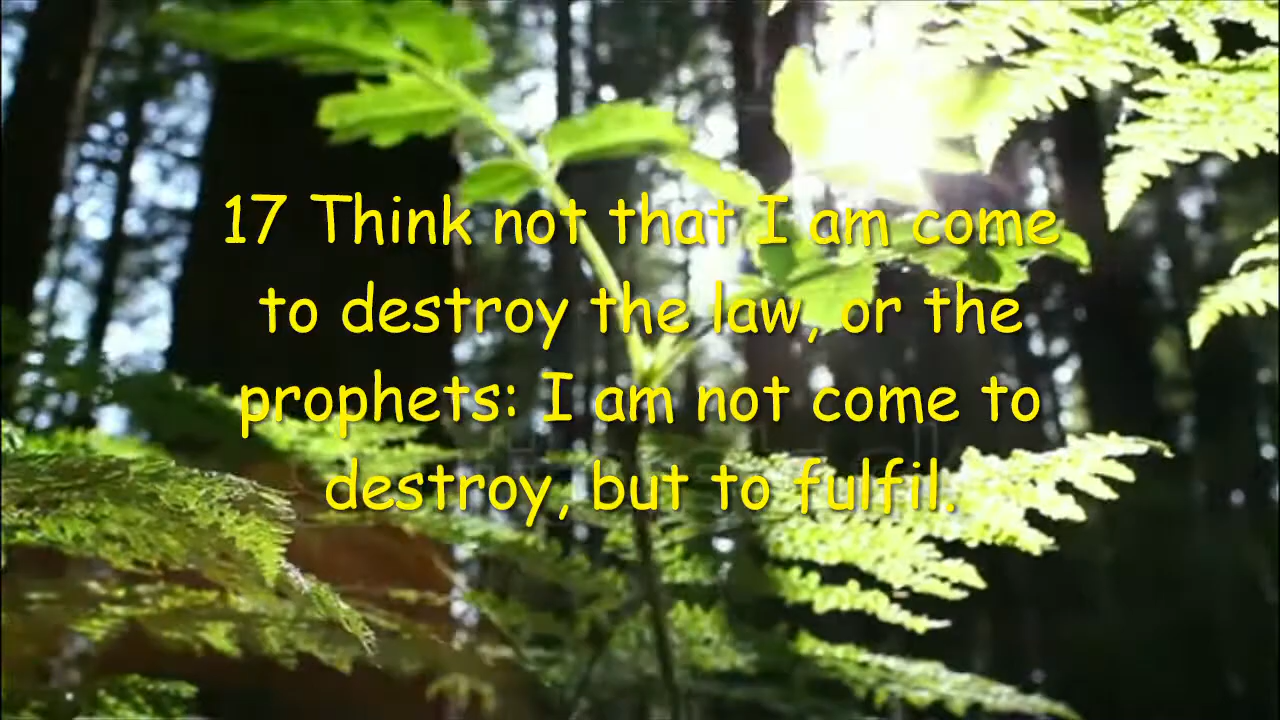 17 Think not that I am come
to destroy the law, or the
prophets: I am not come to
destroy, but to fulfil.